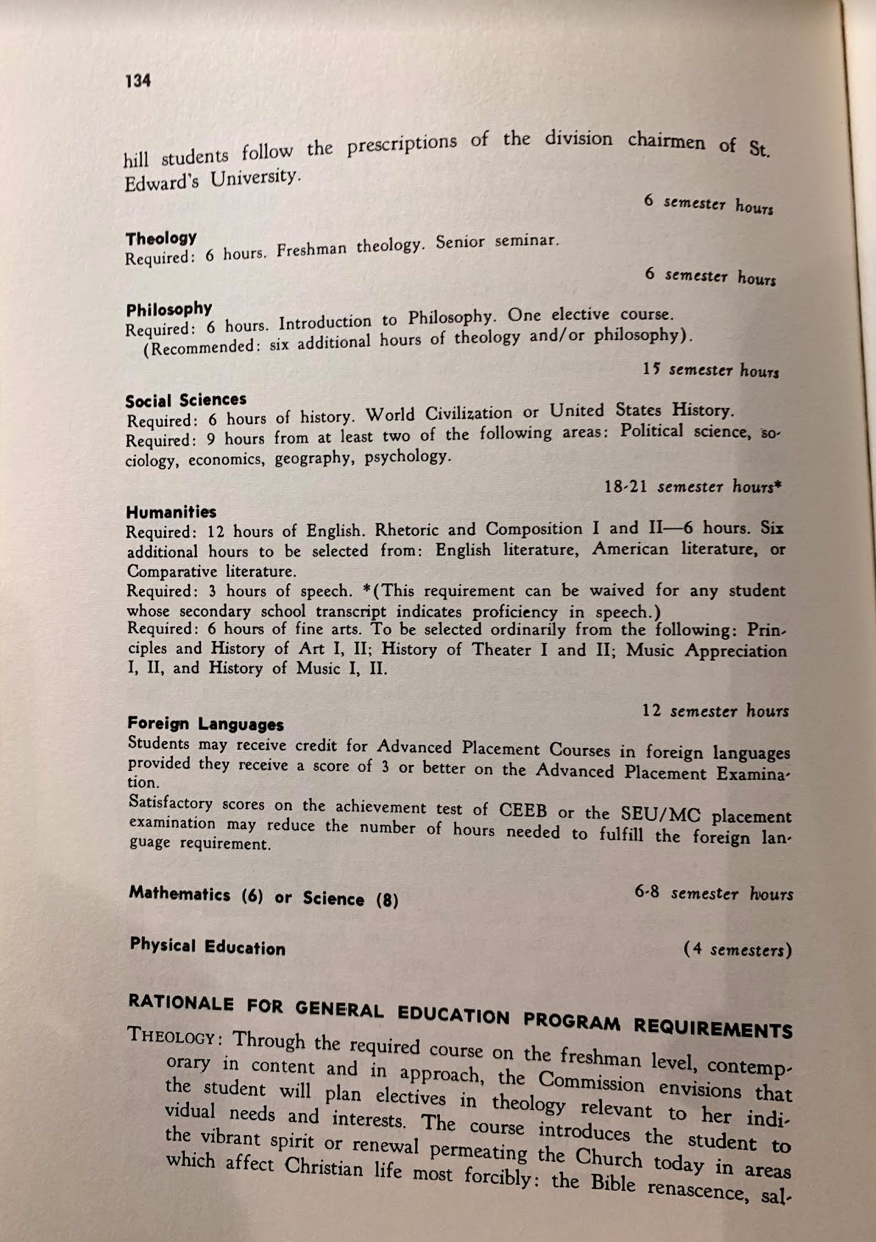 134
hill students follow the prescriptions of the division chairmen of St.
Edward's University.
6 semester hours
Theology
Required: 6 hours. Freshman theology. Senior seminar.
6 semester hours
Philosophy
Required: 6 hours. Introduction to Philosophy. One elective course.
(Recommended: six additional hours of theology and/or philosophy).
15 semester hours
Social Sciences
Required: 6 hours of history. World Civilization or United States History.
Required: 9 hours from at least two of the following areas: Political science, so-
ciology, economics, geography, psychology.
18-21 semester hours*
Humanities
Required: 12 hours of English. Rhetoric and Composition I and II—6 hours. Six
additional hours to be selected from: English literature, American literature, or
Comparative literature.
Required: 3 hours of speech. *(This requirement can be waived for any student
whose secondary school transcript indicates proficiency in speech.)
Required: 6 hours of fine arts. To be selected ordinarily from the following: Prin-
ciples and History of Art I, II; History of Theater I and II; Music Appreciation
I, II, and History of Music I, II.
12 semester hours
Foreign Languages
Students may receive credit for Advanced Placement Courses in foreign languages
provided they receive a score of 3 or better on the Advanced Placement Examina-
tion.
Satisfactory scores on the achievement test of CEEB or the SEU/MC placement
examination may reduce the number of hours needed to fulfill the foreign lan-
guage requirement.
Mathematics (6) or Science (8) 6-8 semester hours
Physical Education (4 semesters)
RATIONALE FOR GENERAL EDUCATION PROGRAM REQUIREMENTS
THEOLOGY: Through the required course on the freshman level, contemp-
orary in content and in approach, the Commission envisions that
the student will plan electives in theology relevant to her indi-
vidual needs and interests. The course introduces the student to
the vibrant spirit or renewal permeating the Church today in areas
which affect Christian life most forcibly: the Bible renascence, sal-